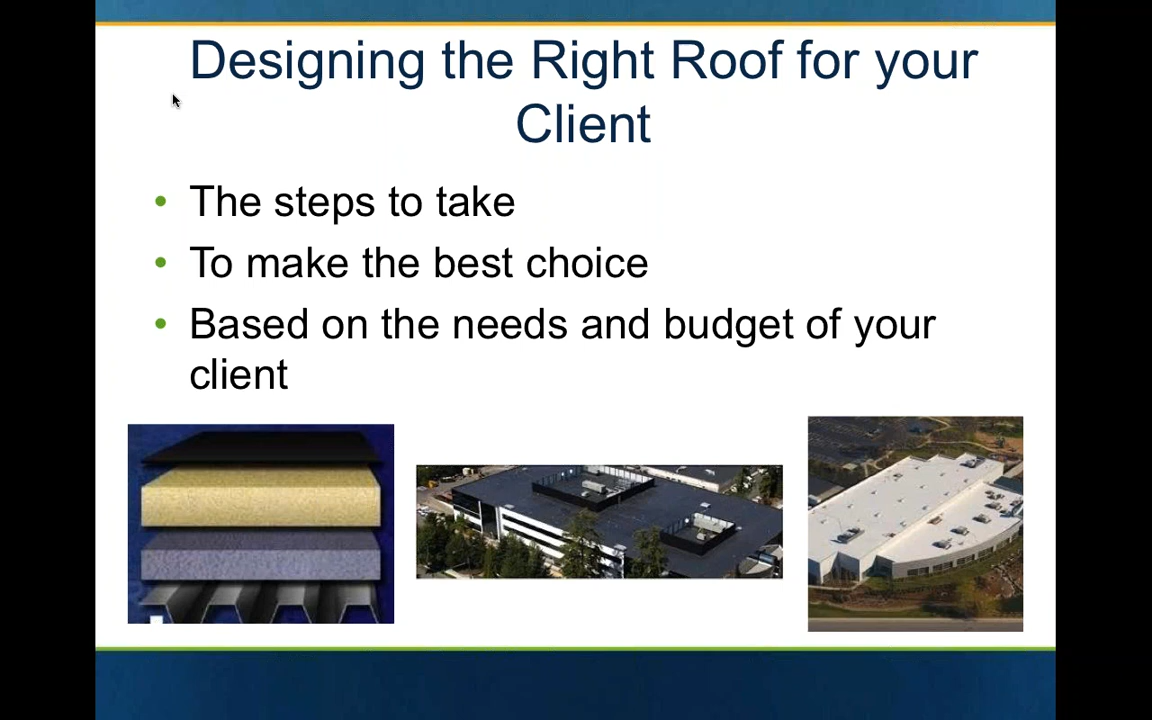 Designing the Right Roof for your
Client
• The steps to take
• To make the best choice
• Based on the needs and budget of your
client